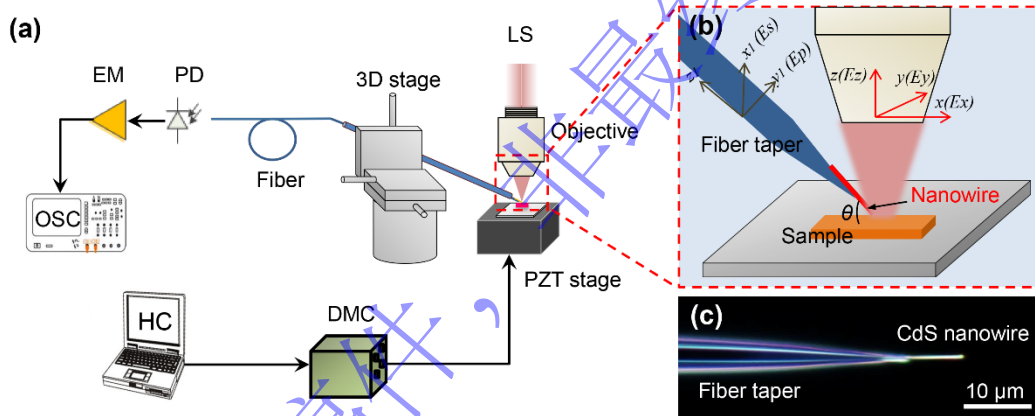 (a)
EM
PD
3D stage
LS
Objective
Fiber
OSC
PZT stage
HC
DMC
(b)
x1 (Es)
y1 (Ep)
z(Ez)
y(Ey)
x(Ex)
Fiber taper
Nanowire
θ
Sample
(c)
CdS nanowire
Fiber taper
10 μm